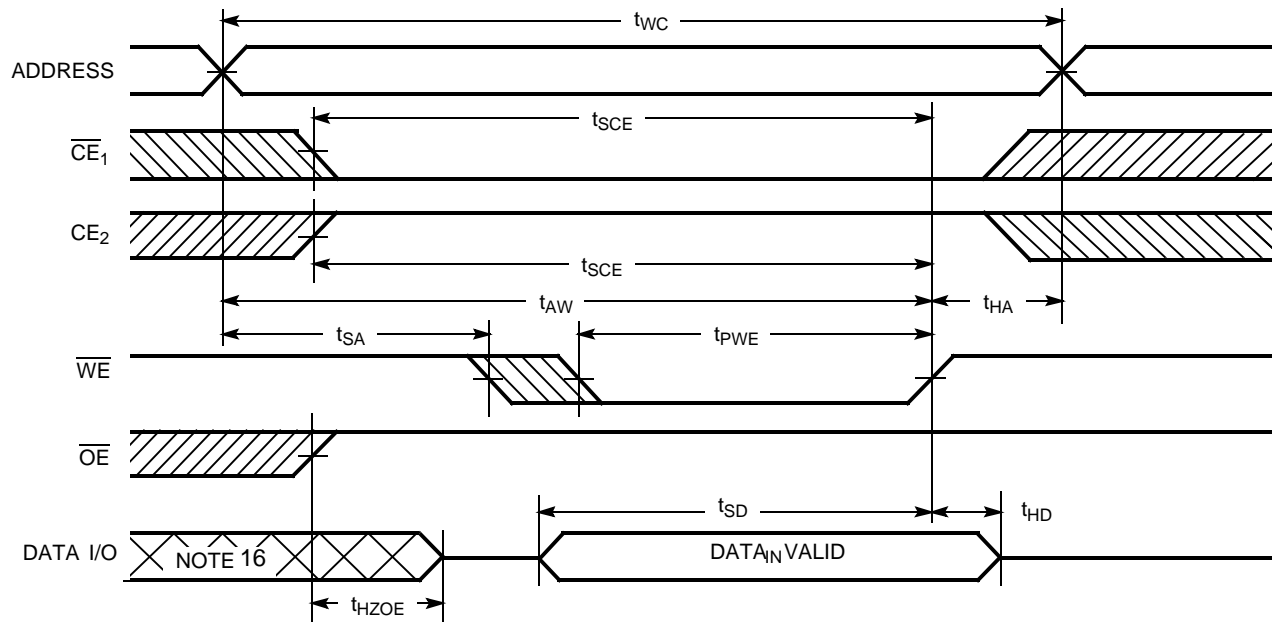 tWC
ADDRESS
tSCE
CE1
CE2
tSCE
tAW
tHA
tSA
tPWE
WE
OE
tSD
tHD
DATA I/O
NOTE 16
DATAIN VALID
tHZOE